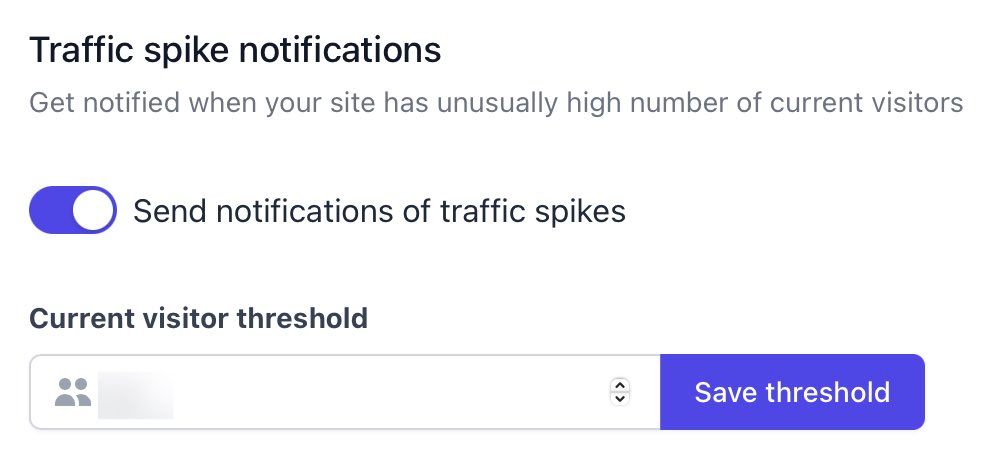 Traffic spike notifications
Get notified when your site has unusually high number of current visitors
Send notifications of traffic spikes
Current visitor threshold
Save threshold